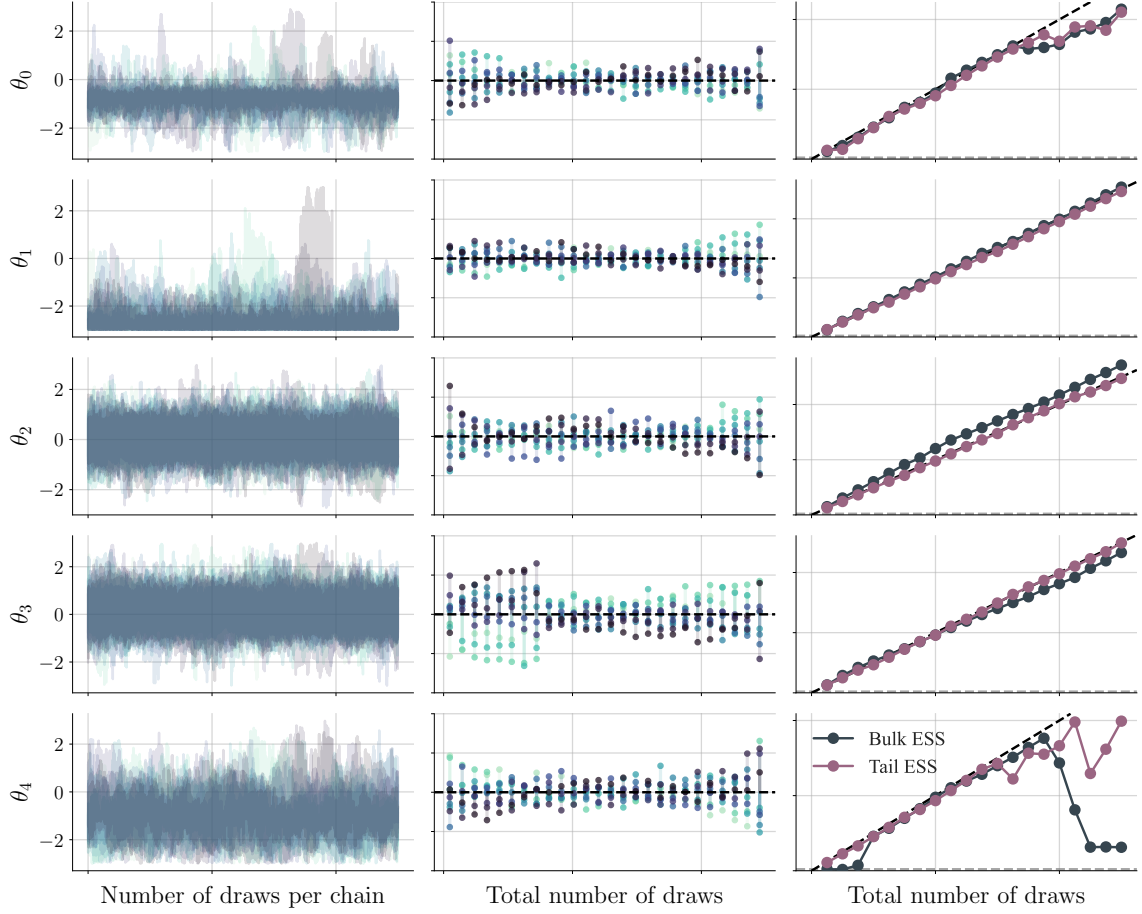 2
0
−2
θ0
2
0
−2
θ1
2
0
−2
θ2
2
0
−2
θ3
2
0
−2
θ4
Bulk ESS
Tail ESS
Number of draws per chain
Total number of draws
Total number of draws